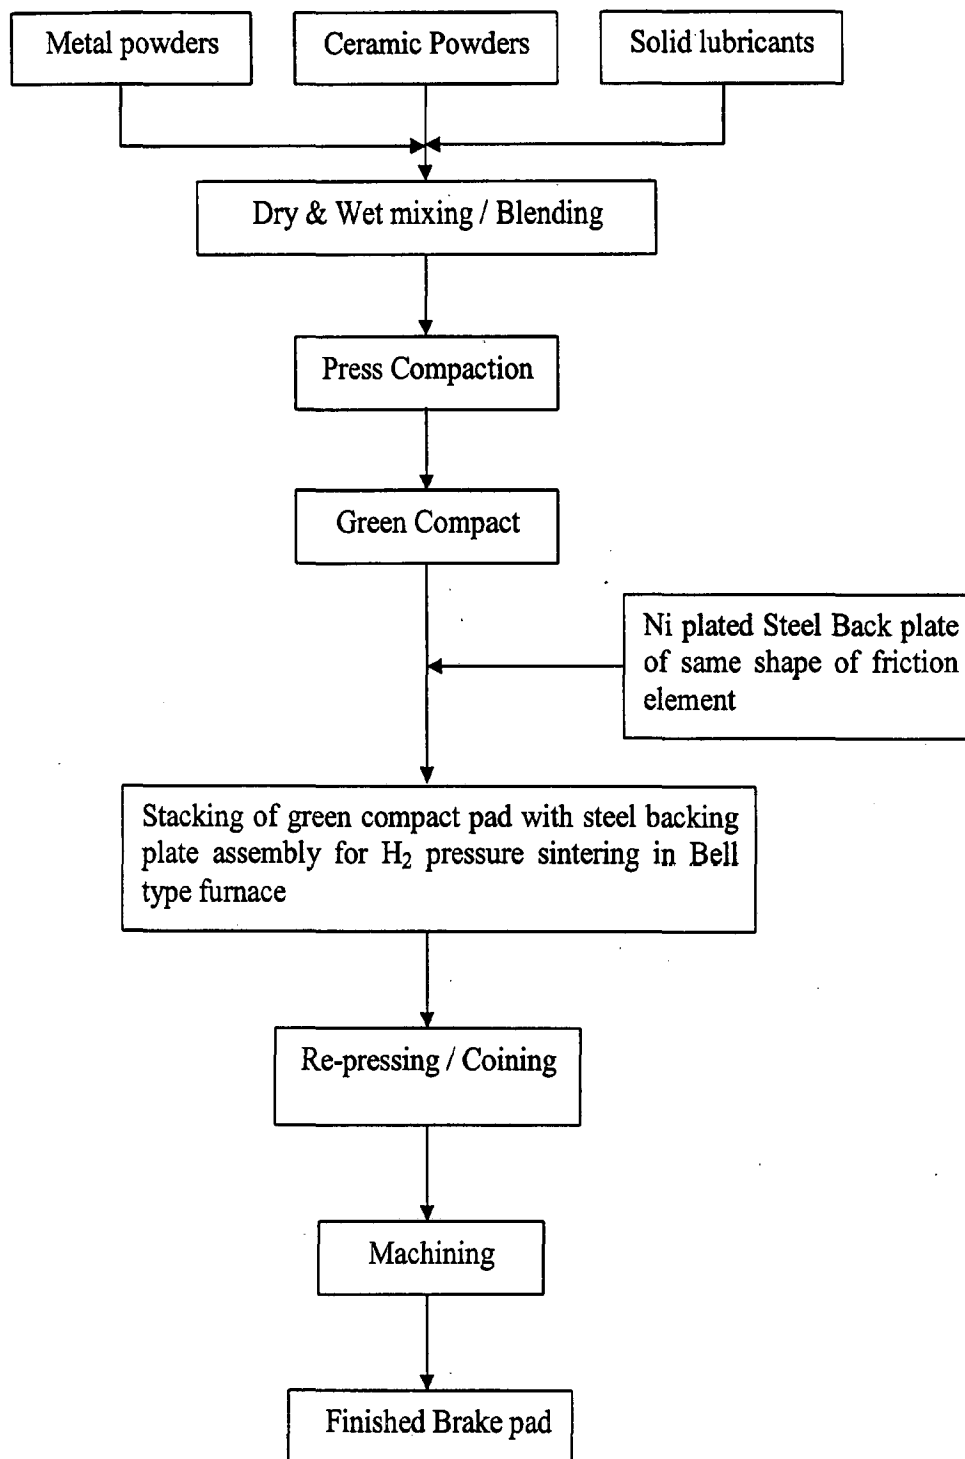 Metal powders
Ceramic Powders
Solid lubricants
Dry & Wet mixing / Blending
Press Compaction
Green Compact
Ni plated Steel Back plate
of same shape of friction
element
Stacking of green compact pad with steel backing
plate assembly for H₂ pressure sintering in Bell
type furnace
Re-pressing / Coining
Machining
Finished Brake pad